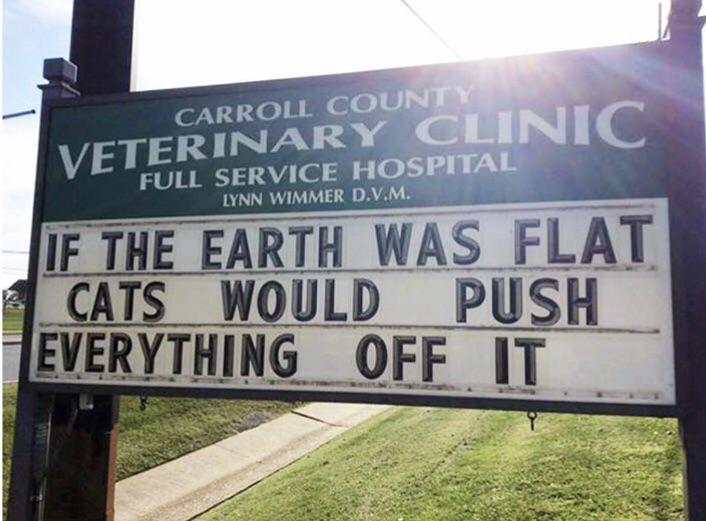 CARROLL COUNTY
VETERINARY CLINIC
FULL SERVICE HOSPITAL
LYNN WIMMER D.V.M.
IF THE EARTH WAS FLAT
CATS WOULD PUSH
EVERYTHING OFF IT